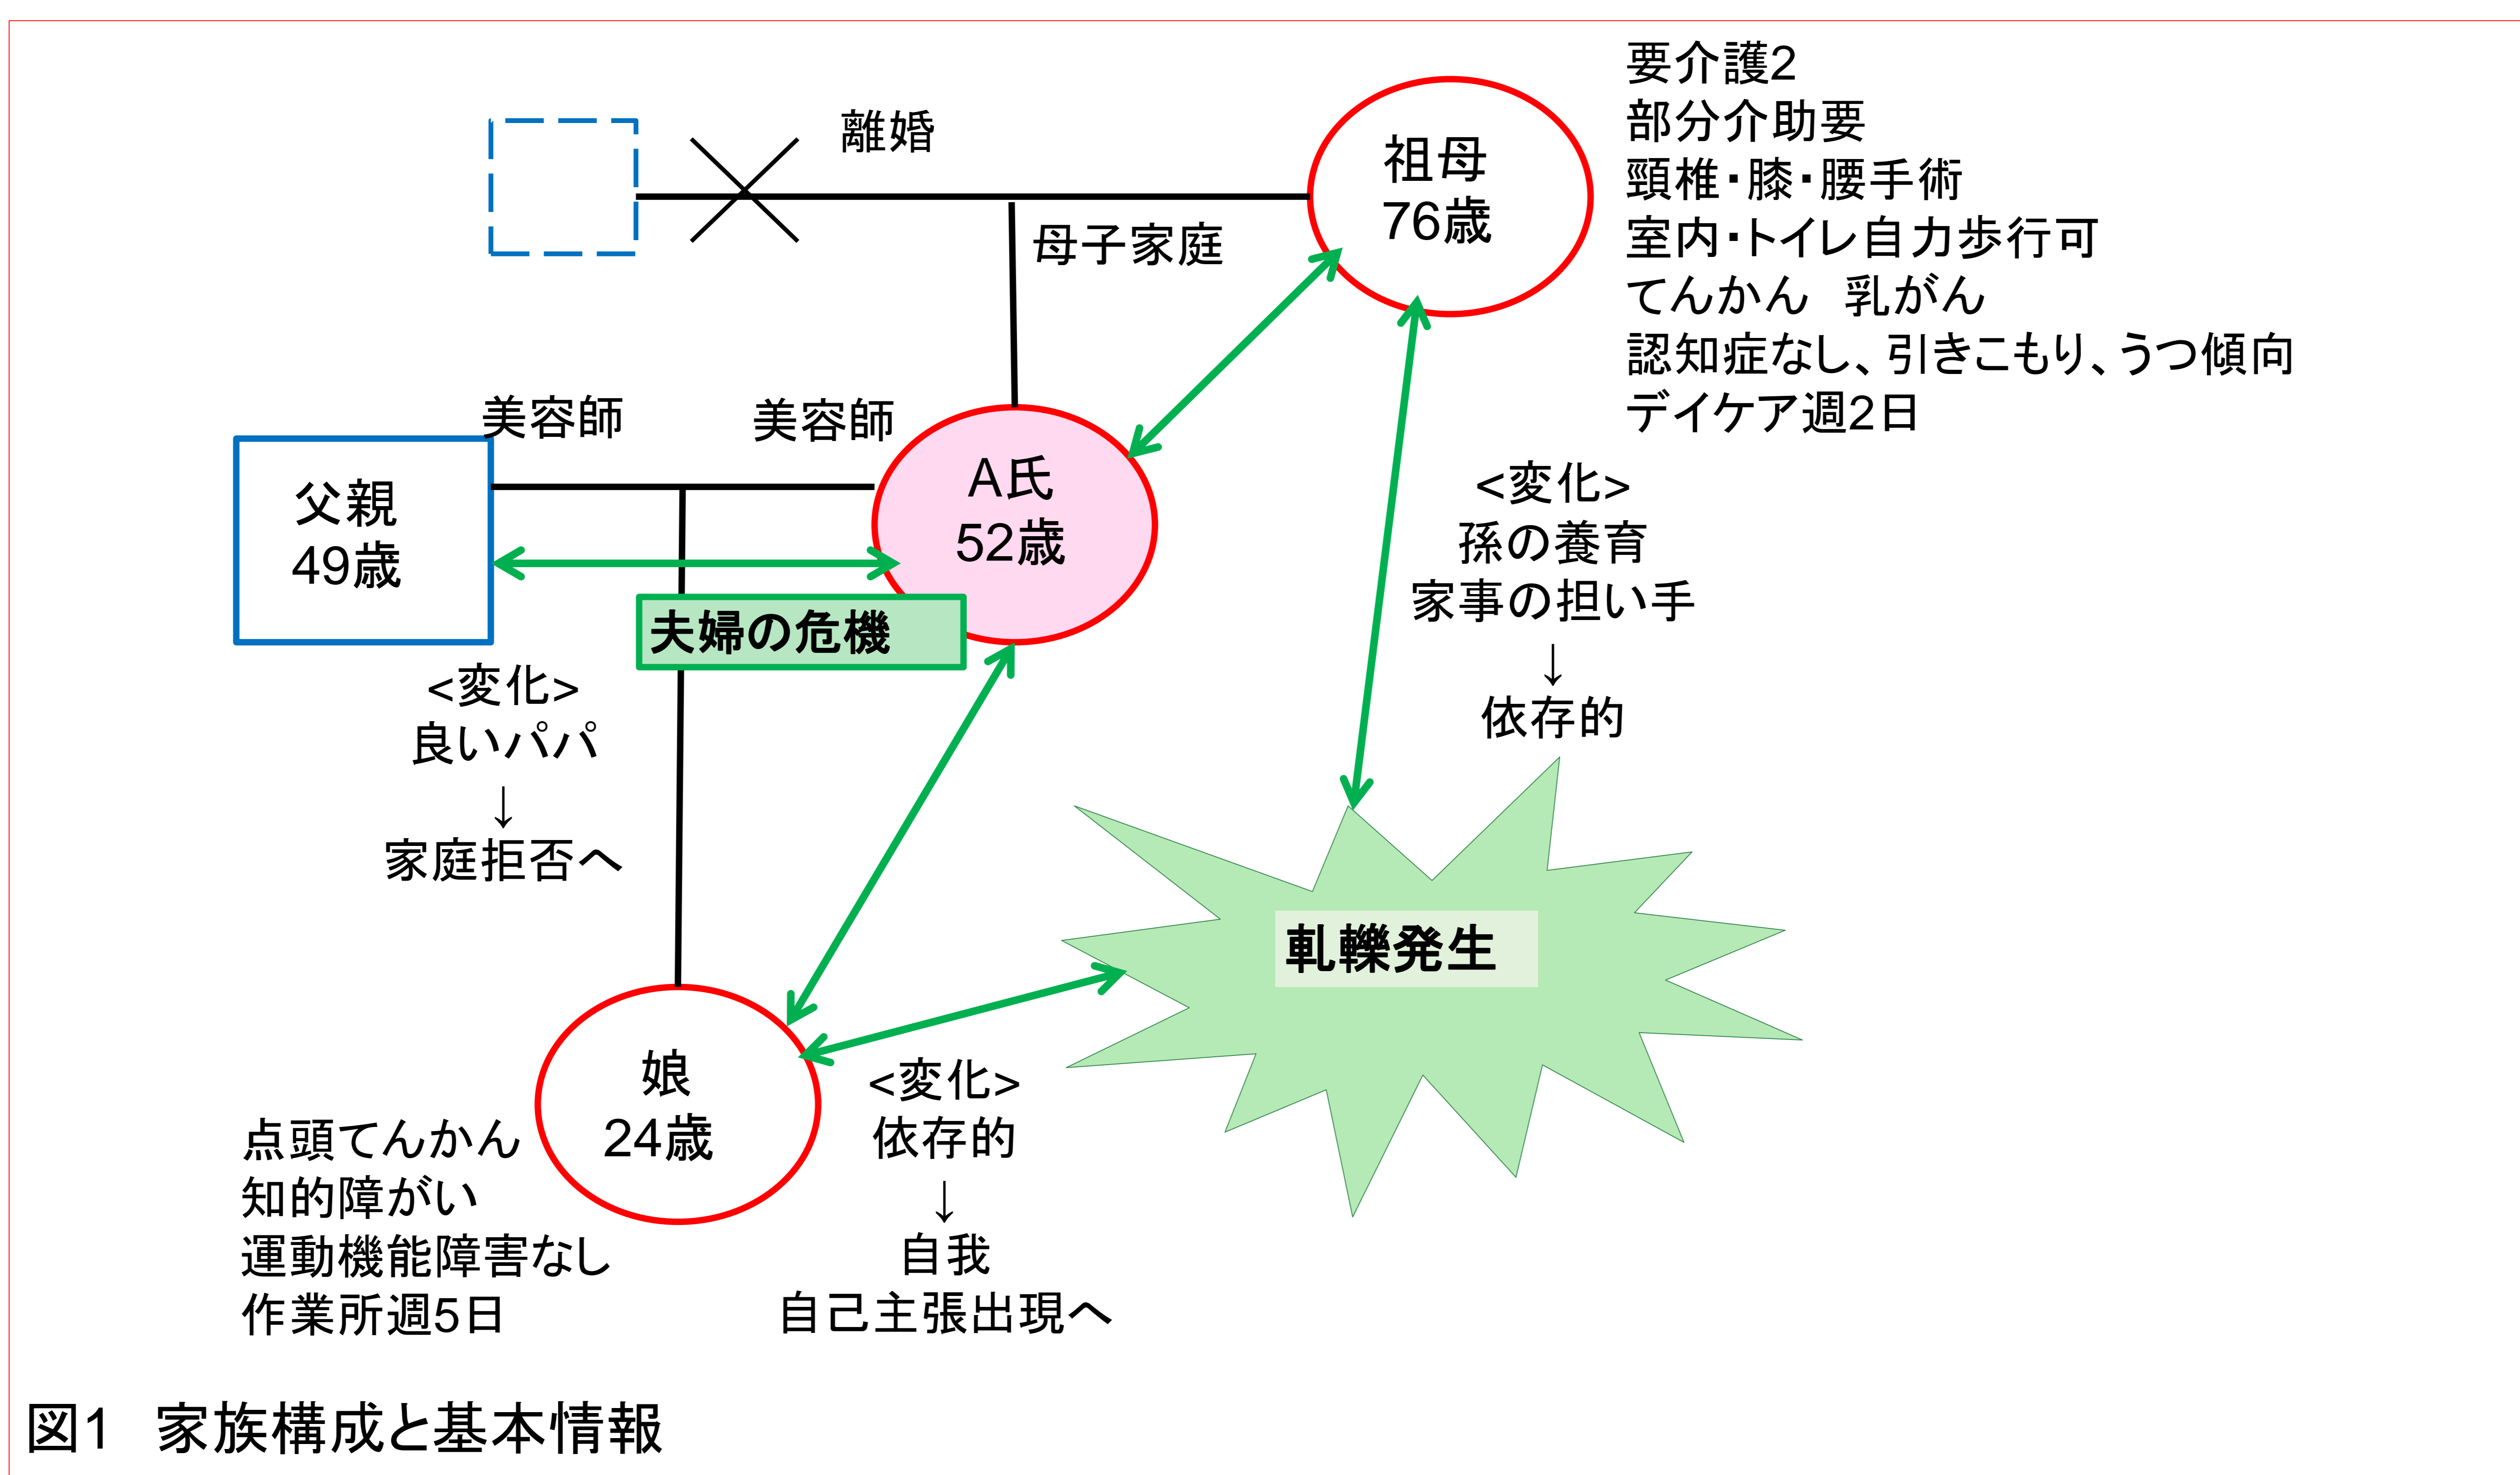 離婚
祖母
76歳
母子家庭
要介護2
部分介助要
頸椎・膝・腰手術
室内・トイレ自力歩行可
てんかん　乳がん
認知症なし、引きこもり、うつ傾向
デイケア週2日
美容師
美容師
父親
49歳
A氏
52歳
夫婦の危機
<変化>
孫の養育
家事の担い手
↓
依存的
<変化>
良いパパ
↓
家庭拒否へ
軋轢発生
娘
24歳
点頭てんかん
知的障がい
運動機能障害なし
作業所週5日
<変化>
依存的
↓
自我
自己主張出現へ
図1　家族構成と基本情報